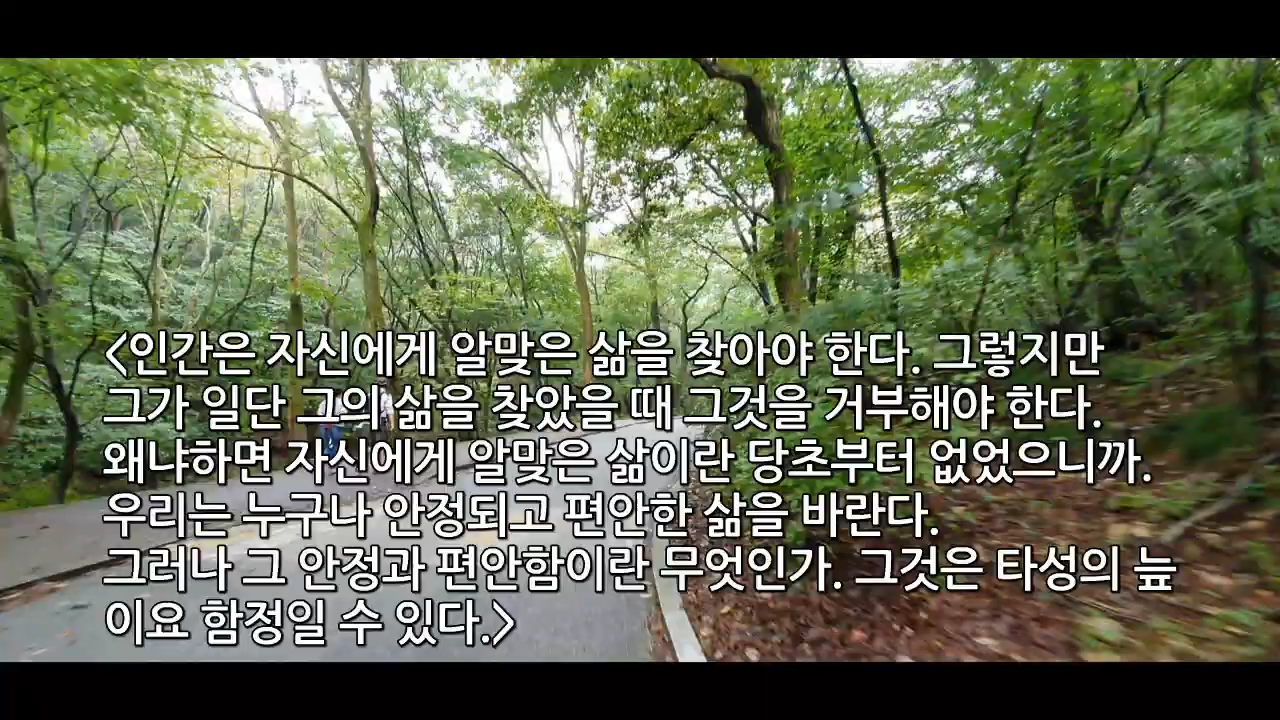 <인간은 자신에게 알맞은 삶을 찾아야 한다. 그렇지만
그가 일단 그의 삶을 찾았을 때 그것을 거부해야 한다.
왜냐하면 자신에게 알맞은 삶이란 당초부터 없었으니까.
우리는 누구나 안정되고 편안한 삶을 바란다.
그러나 그 안정과 편안함이란 무엇인가. 그것은 타성의 늪
이요 함정일 수 있다.>